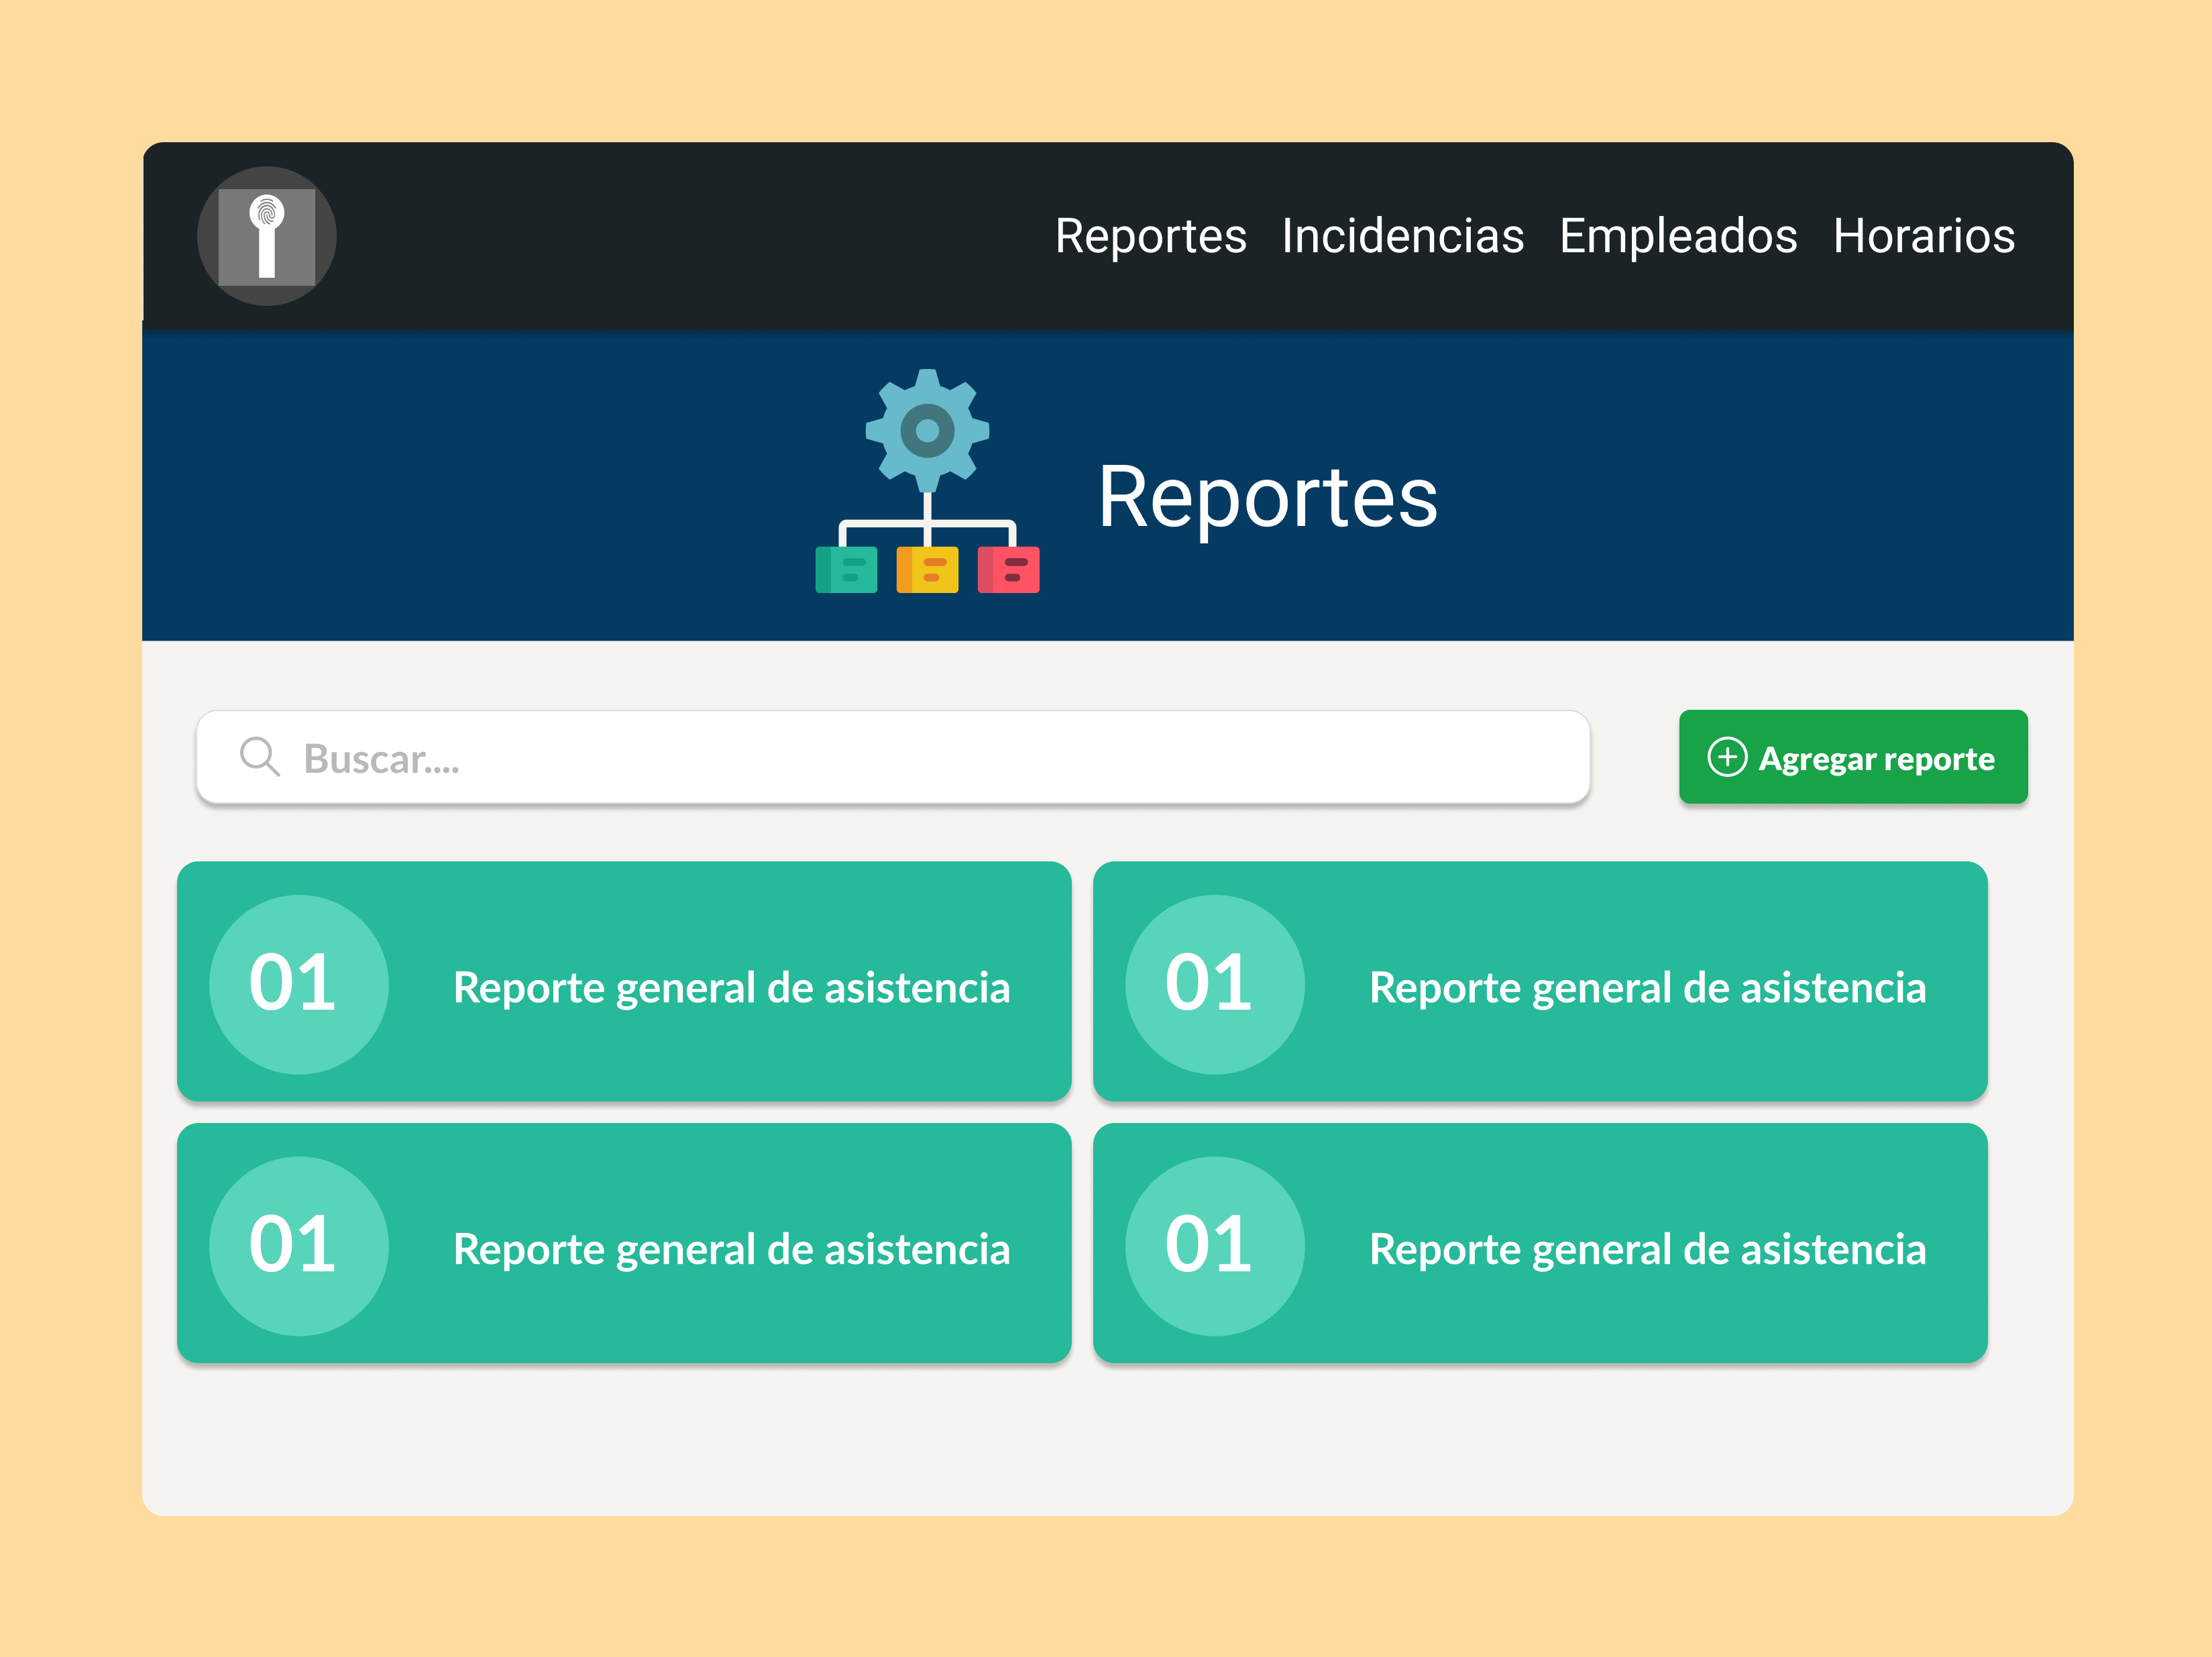 Reportes Incidencias Empleados Horarios
Reportes
Buscar....
Agregar reporte
01 Reporte general de asistencia
01 Reporte general de asistencia
01 Reporte general de asistencia
01 Reporte general de asistencia